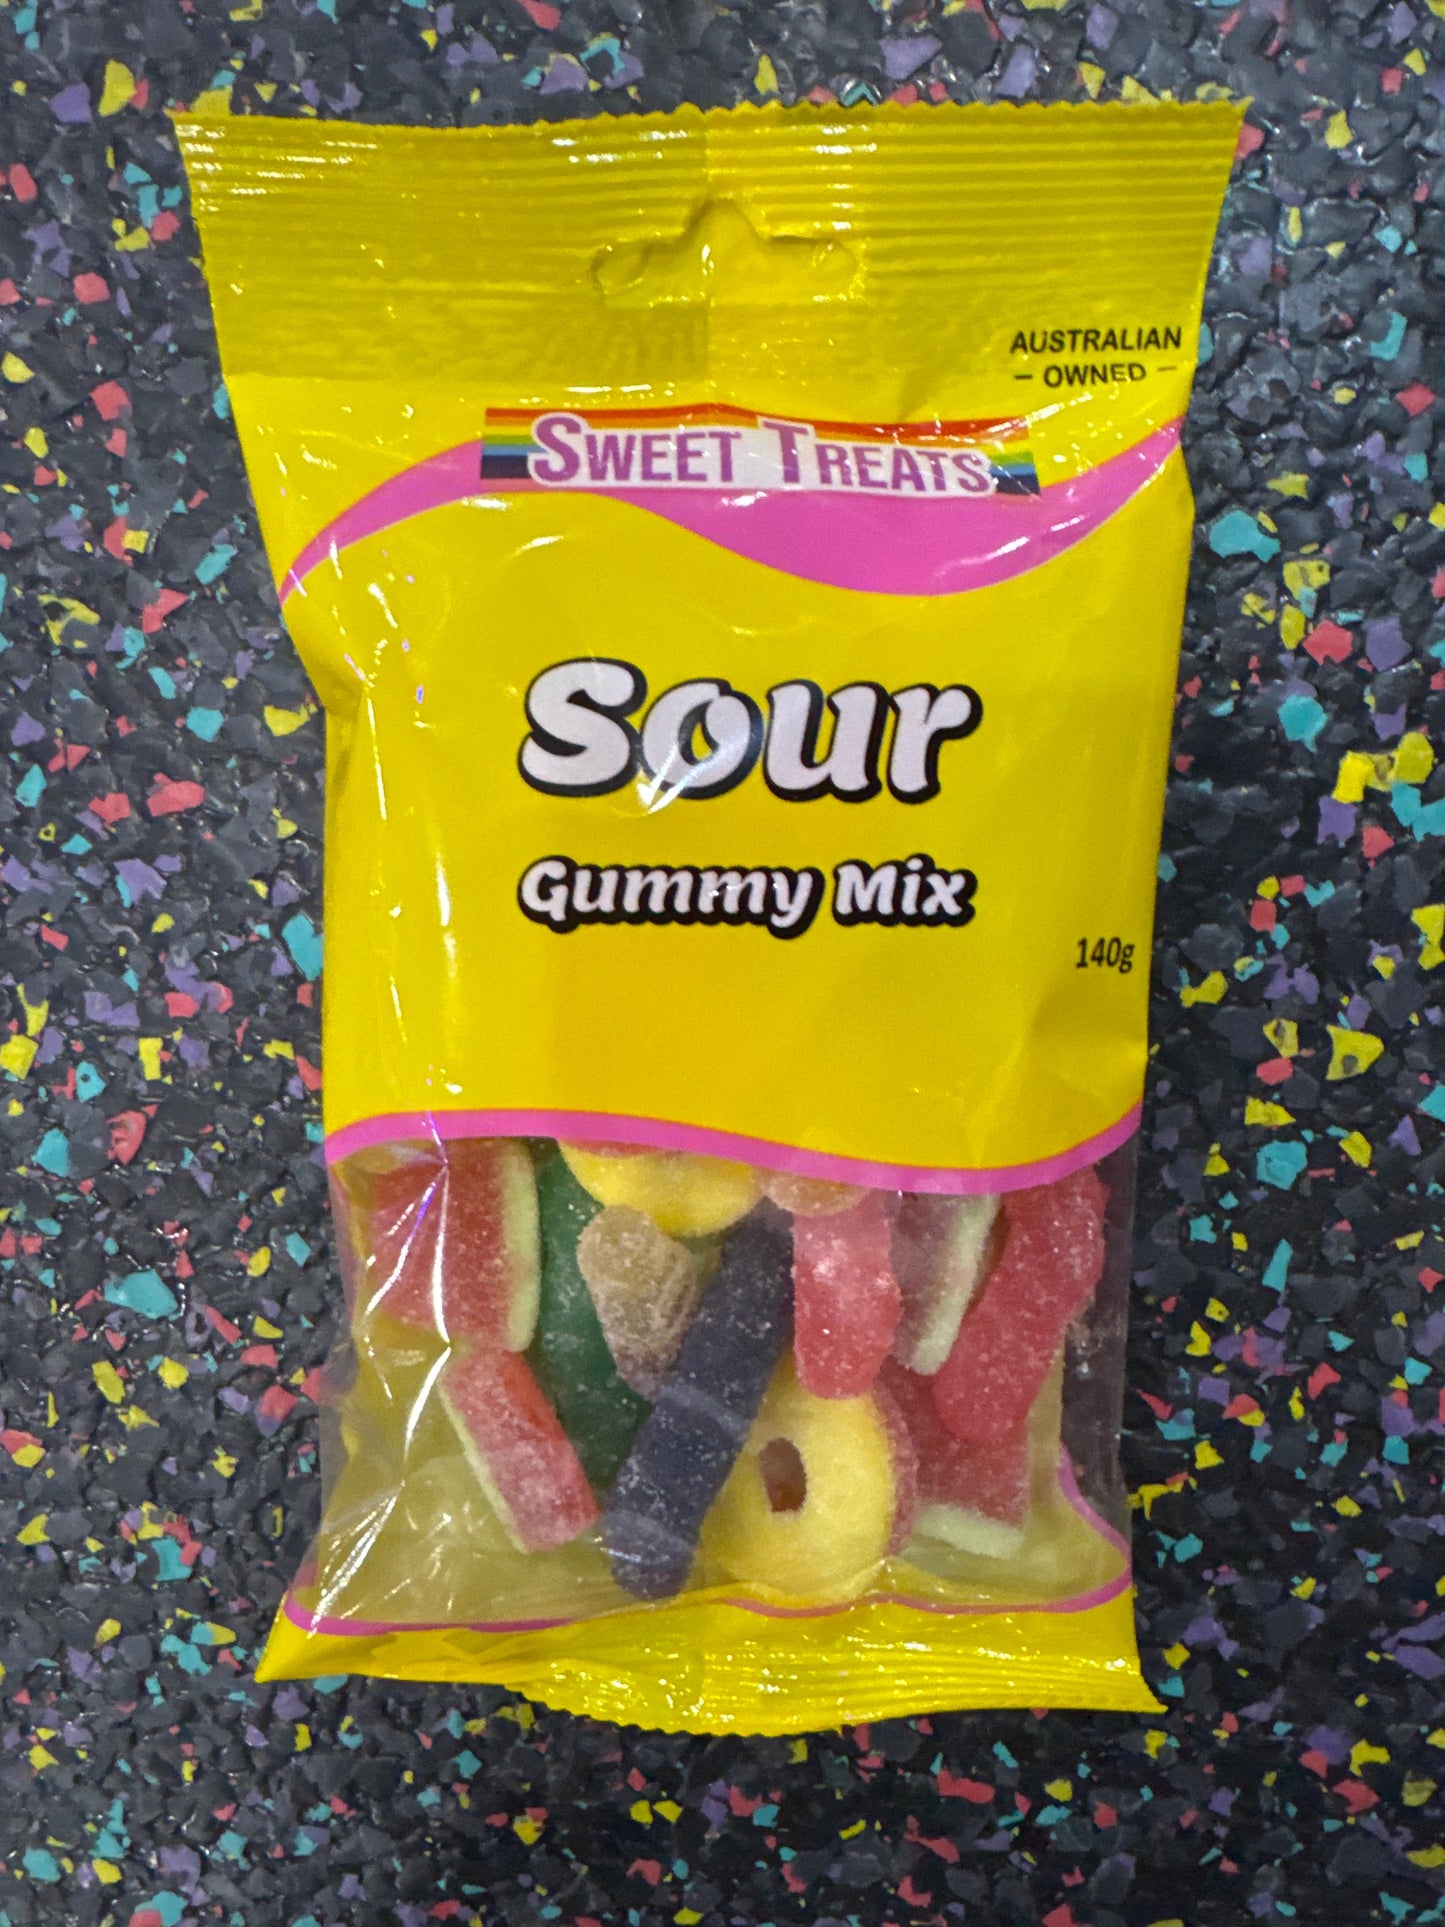 AUSTRALIAN
– OWNED –
SWEET TREATS
Sour
Gummy Mix
140g